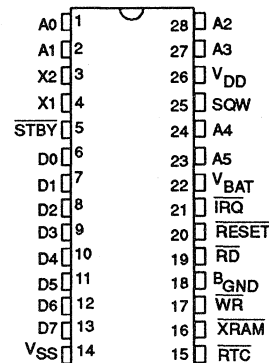 A0 1 28 A2
A1 2 27 A3
X2 3 26 VDD
X1 4 25 SQW
STBY 5 24 A4
D0 6 23 A5
D1 7 22 VBAT
D2 8 21 IRQ
D3 9 20 RESET
D4 10 19 RD
D5 11 18 BGND
D6 12 17 WR
D7 13 16 XRAM
VSS 14 15 RTC